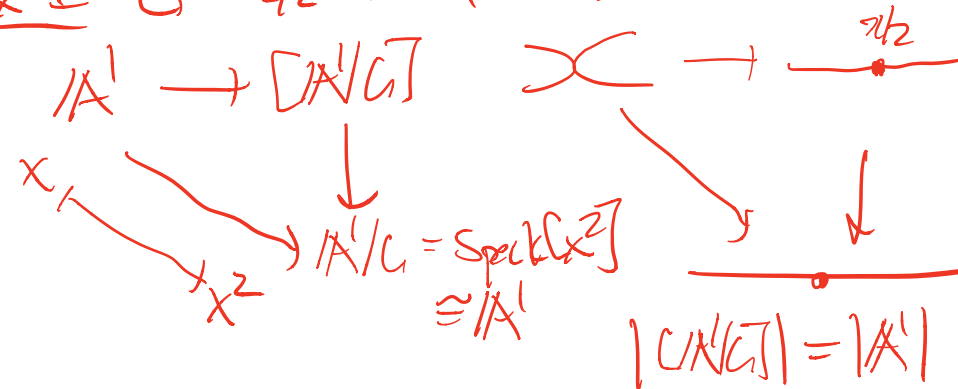 𝔸¹ → [𝔸¹/G]
ℤ/2
x ↦ x²
𝔸¹/G = Spec k[x²]
≅ 𝔸¹
|[𝔸¹/G]| = |𝔸¹|